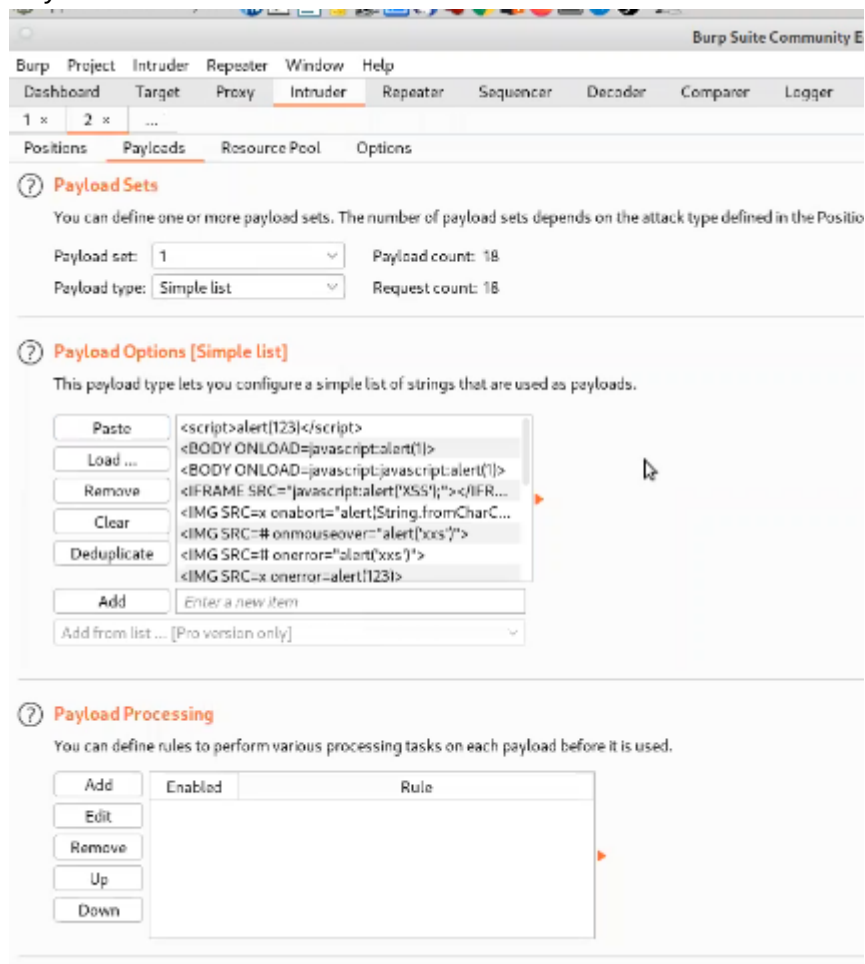 Burp Suite Community E
Burp Project Intruder Repeater Window Help
Dashboard Target Proxy Intruder Repeater Sequencer Decoder Comparer Logger
1 × 2 × ...
Positions Payloads Resource Pool Options
? Payload Sets
You can define one or more payload sets. The number of payload sets depends on the attack type defined in the Positio
Payload set: 1 Payload count: 18
Payload type: Simple list Request count: 18
? Payload Options [Simple list]
This payload type lets you configure a simple list of strings that are used as payloads.
Paste <script>alert(123)</script>
<BODY ONLOAD=javascript:alert(1)>
Load ... <BODY ONLOAD=javascript:javascript:alert(1)>
Remove <IFRAME SRC="javascript:alert('XSS');"></IFR...
Clear <IMG SRC=x onabort="alert(String.fromCharC...
<IMG SRC=# onmouseover="alert('xxs')">
Deduplicate <IMG SRC=# onerror="alert('xxs')">
<IMG SRC=x onerror=alert(123)>
Add Enter a new item
Add from list ... [Pro version only]
? Payload Processing
You can define rules to perform various processing tasks on each payload before it is used.
Add Enabled Rule
Edit
Remove
Up
Down